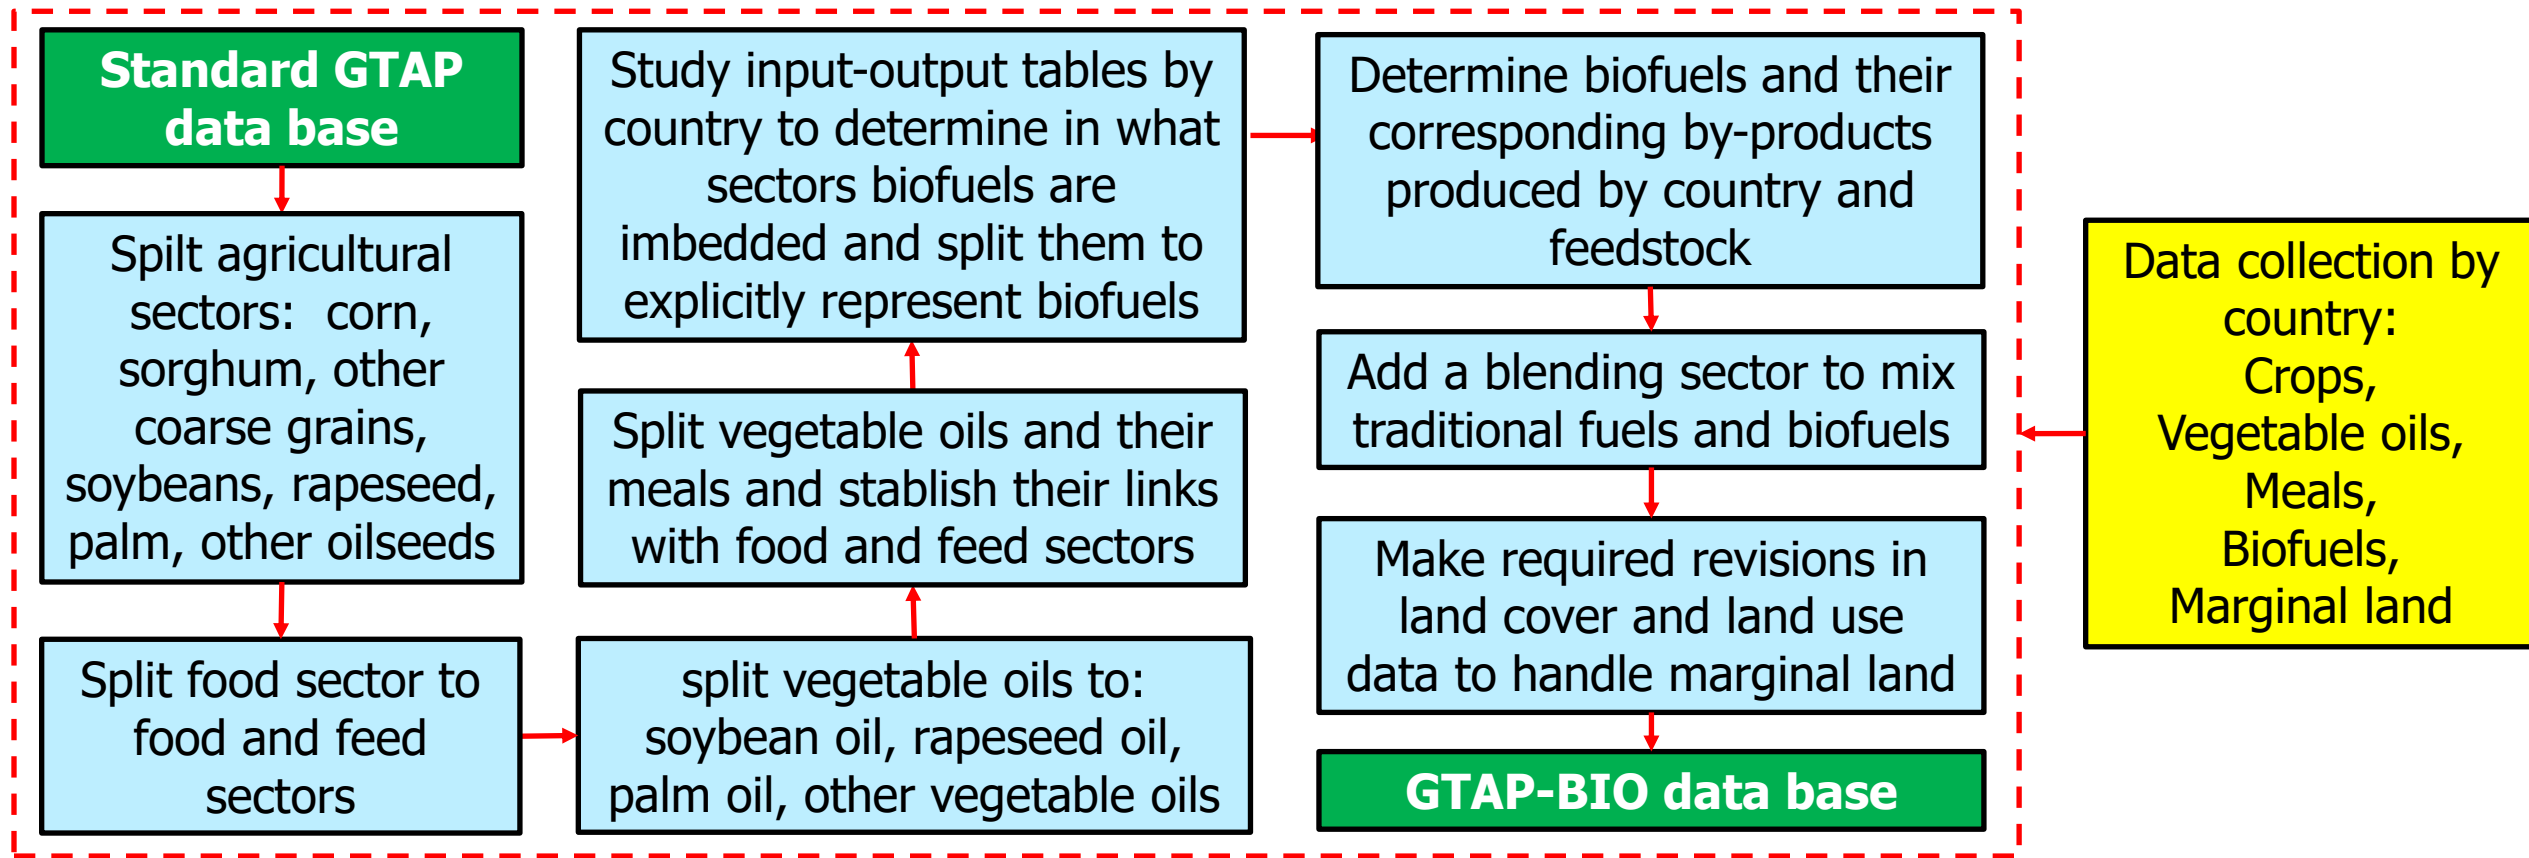 Standard GTAP
data base
Spilt agricultural
sectors:  corn,
sorghum, other
coarse grains,
soybeans, rapeseed,
palm, other oilseeds
Split food sector to
food and feed
sectors
split vegetable oils to:
soybean oil, rapeseed oil,
palm oil, other vegetable oils
Split vegetable oils and their
meals and stablish their links
with food and feed sectors
Study input-output tables by
country to determine in what
sectors biofuels are
imbedded and split them to
explicitly represent biofuels
Determine biofuels and their
corresponding by-products
produced by country and
feedstock
Add a blending sector to mix
traditional fuels and biofuels
Make required revisions in
land cover and land use
data to handle marginal land
GTAP-BIO data base
Data collection by
country:
Crops,
Vegetable oils,
Meals,
Biofuels,
Marginal land